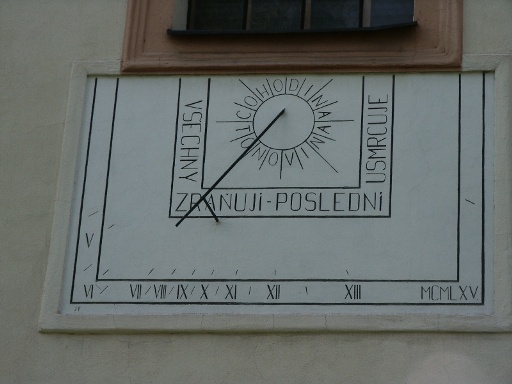 VŠECHNY
ZRAŇUJÍ-POSLEDNÍ
USMRCUJE
V
VI VII VIII IX X XI XII XIII MCMLXV